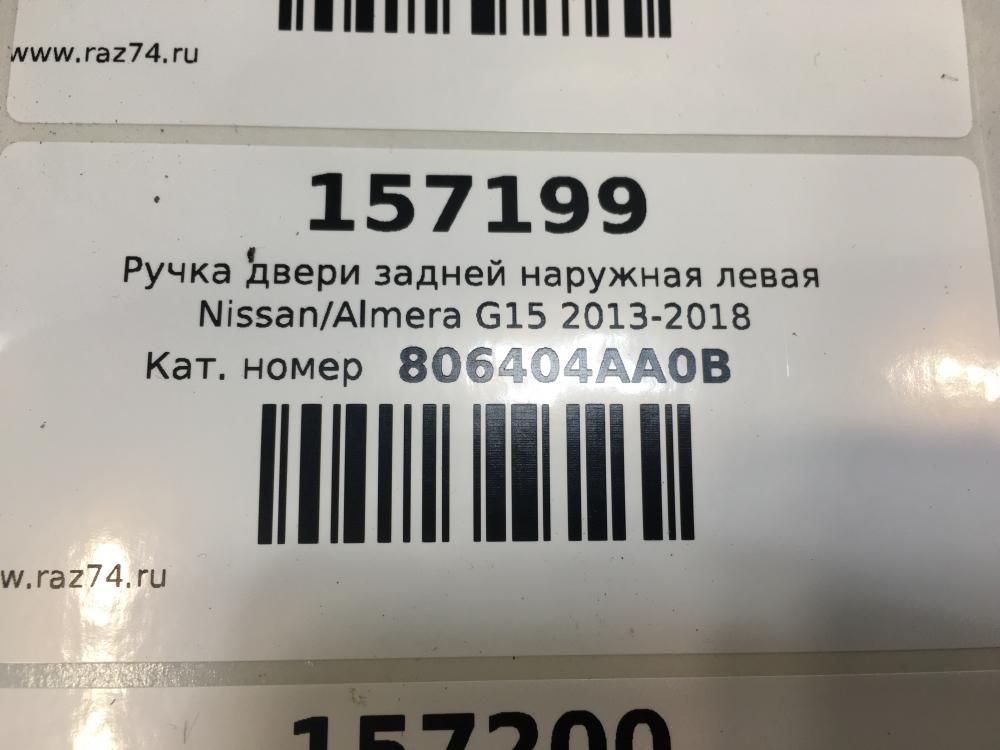 www.raz74.ru
157199
Ручка двери задней наружная левая
Nissan/Almera G15 2013-2018
Кат. номер 806404AA0B
w.raz74.ru
157200